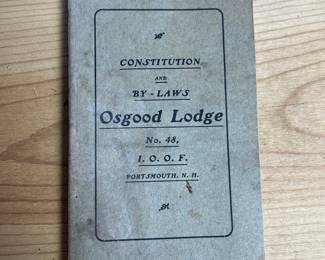 CONSTITUTION
AND
BY-LAWS
Osgood Lodge
No. 48,
I. O. O. F.
PORTSMOUTH, N. H.